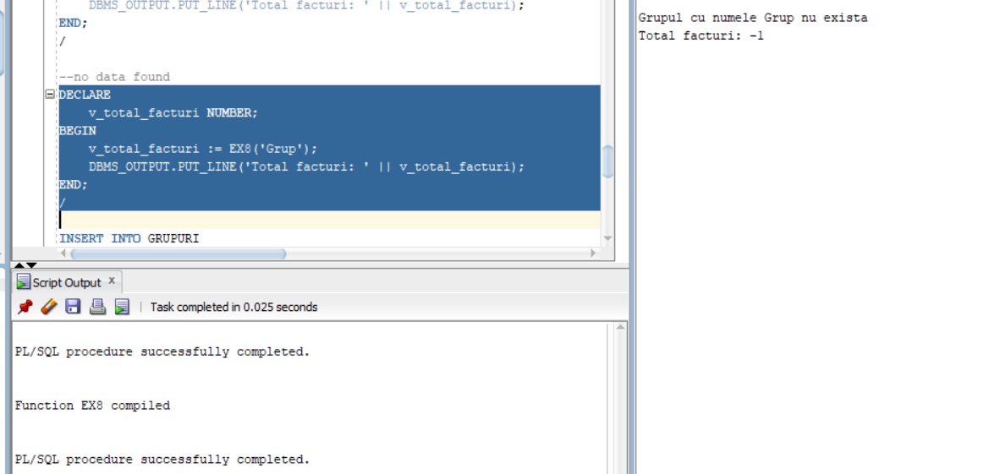 DBMS_OUTPUT.PUT_LINE('Total facturi: ' || v_total_facturi);
END;
/
--no data found
DECLARE
v_total_facturi NUMBER;
BEGIN
v_total_facturi := EX8('Grup');
DBMS_OUTPUT.PUT_LINE('Total facturi: ' || v_total_facturi);
END;
/
INSERT INTO GRUPURI
Script Output x
Task completed in 0.025 seconds
PL/SQL procedure successfully completed.
Function EX8 compiled
PL/SQL procedure successfully completed.
Grupul cu numele Grup nu exista
Total facturi: -1